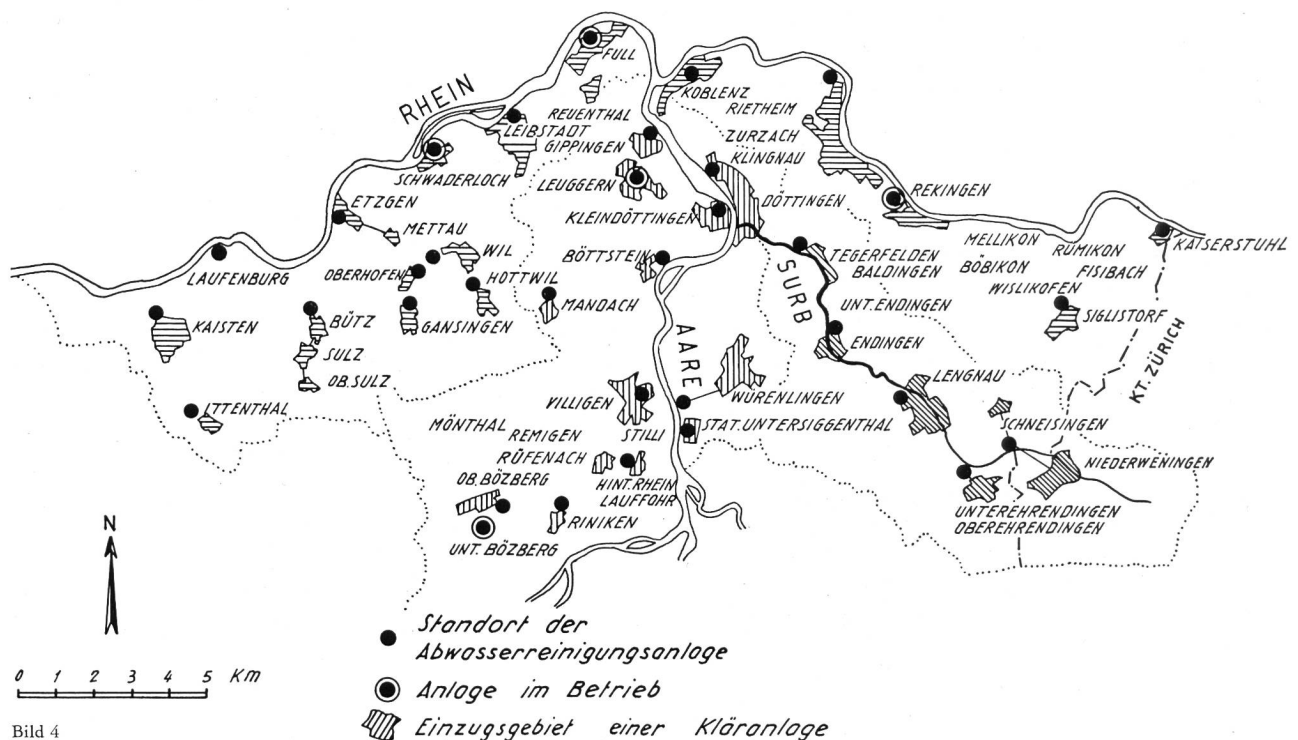 RHEIN
FULL
REUENTHAL
KOBLENZ
RIETHEIM
LEIBSTADT
GIPPINGEN
ZURZACH
KLINGNAU
SCHWADERLOCH
LEUGGERN
REKINGEN
ETZGEN
KLEINDÖTTINGEN
DÖTTINGEN
METTAU
MELLIKON
RÜMIKON
KAISERSTUHL
LAUFENBURG
OBERHOFEN
WIL
BÖTTSTEIN
TEGERFELDEN
BALDINGEN
BÖBIKON
FISIBACH
HOTTWIL
SURB
WISLIKOFEN
MANDACH
UNT. ENDINGEN
SIGLISTORF
KAISTEN
BÜTZ
GANSINGEN
AARE
ENDINGEN
SULZ
KT. ZÜRICH
OB. SULZ
LENGNAU
WÜRENLINGEN
ITTENTHAL
VILLIGEN
MÖNTHAL
REMIGEN
STILLI
STAT. UNTERSIGGENTHAL
SCHNEISINGEN
RÜFENACH
NIEDERWENINGEN
OB. BÖZBERG
HINT. RHEIN
LAUFFOHR
UNTEREHRENDINGEN
OBEREHRENDINGEN
RINIKEN
UNT. BÖZBERG
N
Standort der
Abwasserreinigungsanlage
0 1 2 3 4 5 Km
Anlage im Betrieb
Einzugsgebiet einer Kläranlage
Bild 4